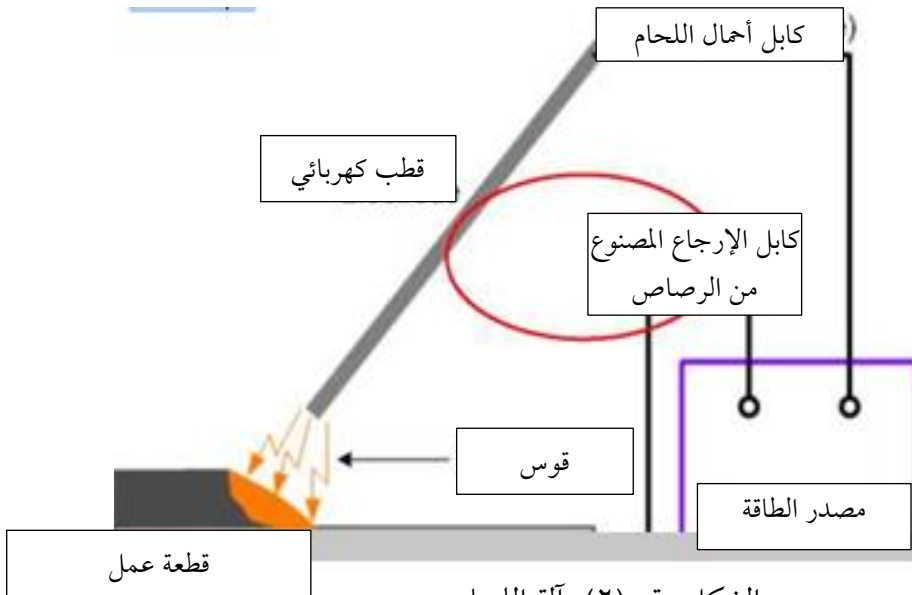 كابل أحمال اللحام
قطب كهربائي
كابل الإرجاع المصنوع
من الرصاص
قوس
مصدر الطاقة
قطعة عمل